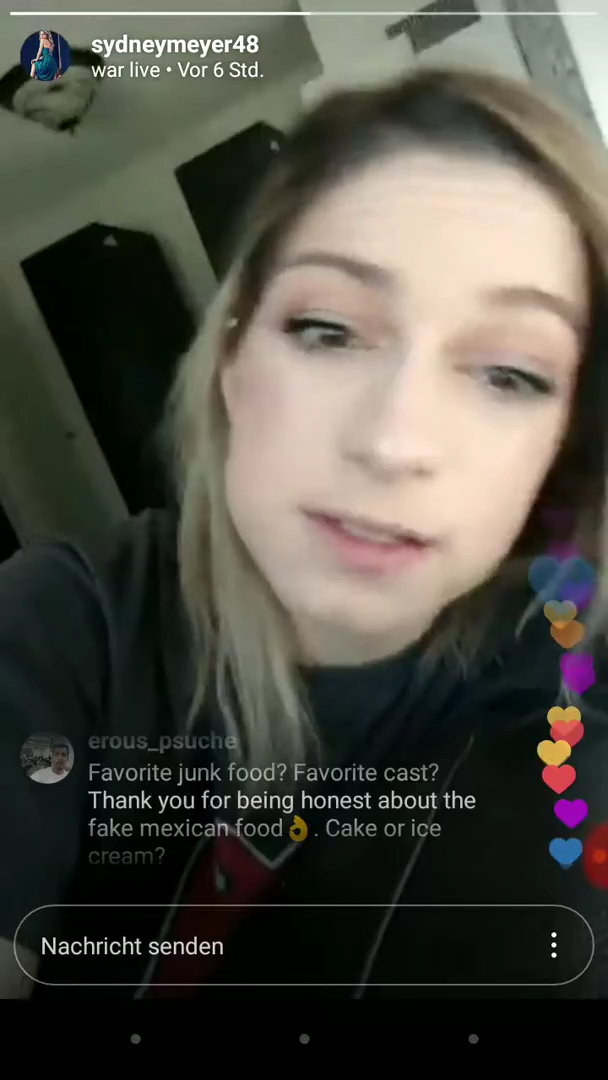 sydneymeyer48
war live • Vor 6 Std.
erous_psuche
Favorite junk food? Favorite cast?
Thank you for being honest about the
fake mexican food👌. Cake or ice
cream?
Nachricht senden